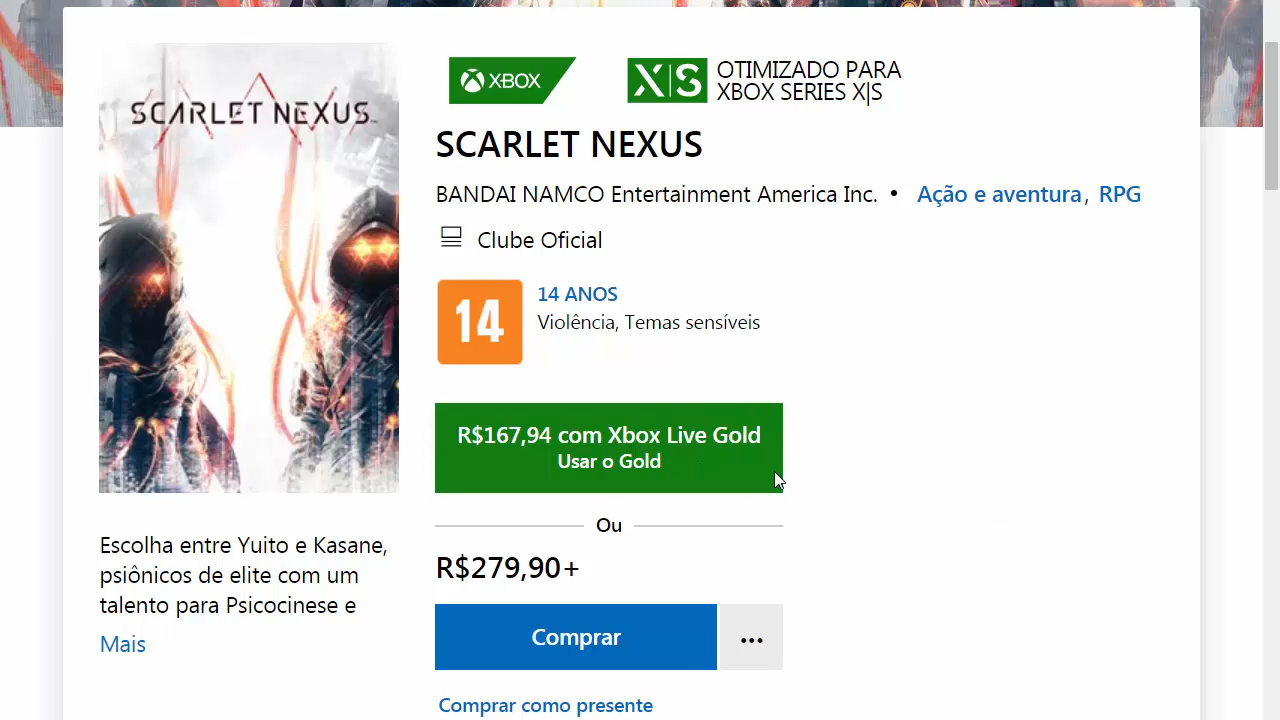 SCARLET NEXUS
XBOX
X|S
OTIMIZADO PARA
XBOX SERIES X|S
SCARLET NEXUS
BANDAI NAMCO Entertainment America Inc. • Ação e aventura, RPG
Clube Oficial
14
14 ANOS
Violência, Temas sensíveis
R$167,94 com Xbox Live Gold
Usar o Gold
Ou
R$279,90+
Comprar
...
Comprar como presente
Escolha entre Yuito e Kasane,
psiônicos de elite com um
talento para Psicocinese e
Mais